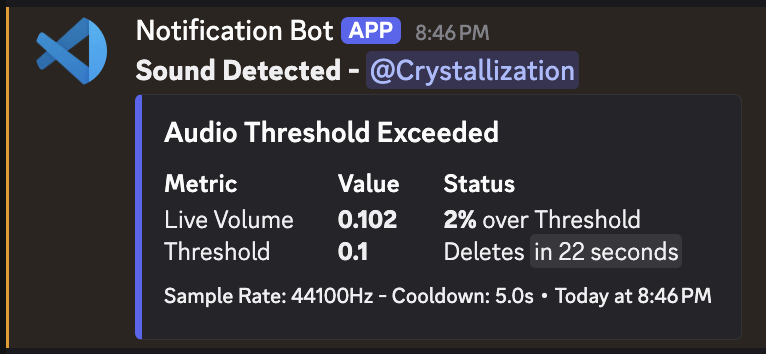 Notification Bot APP 8:46 PM
Sound Detected - @Crystallization
Audio Threshold Exceeded
Metric Value Status
Live Volume 0.102 2% over Threshold
Threshold 0.1 Deletes in 22 seconds
Sample Rate: 44100Hz - Cooldown: 5.0s • Today at 8:46 PM